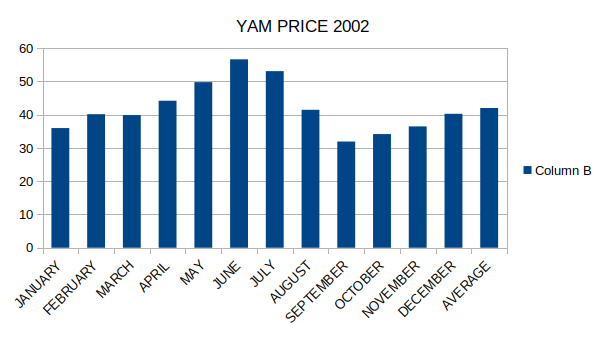 YAM PRICE 2002
60
50
40
30
20
10
0
Column B
JANUARY
FEBRUARY
MARCH
APRIL
MAY
JUNE
JULY
AUGUST
SEPTEMBER
OCTOBER
NOVEMBER
DECEMBER
AVERAGE